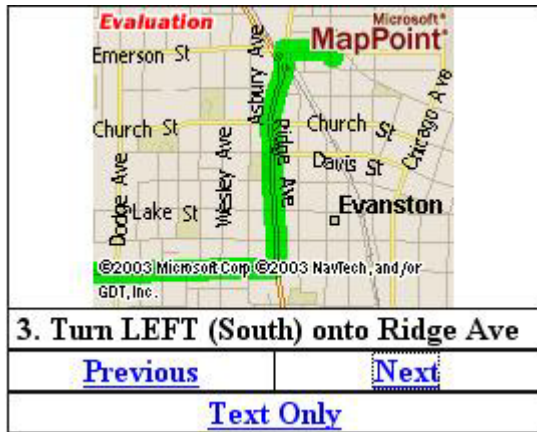 Evaluation
Microsoft®
MapPoint®
Emerson St
Asbury Ave
Chicago Ave
Church St
Church St
Ridge Ave
Wesley Ave
Davis St
Dodge Ave
Lake St
Evanston
©2003 Microsoft Corp ©2003 NavTech, and/or
GDT, Inc.
3. Turn LEFT (South) onto Ridge Ave
Previous
Next
Text Only